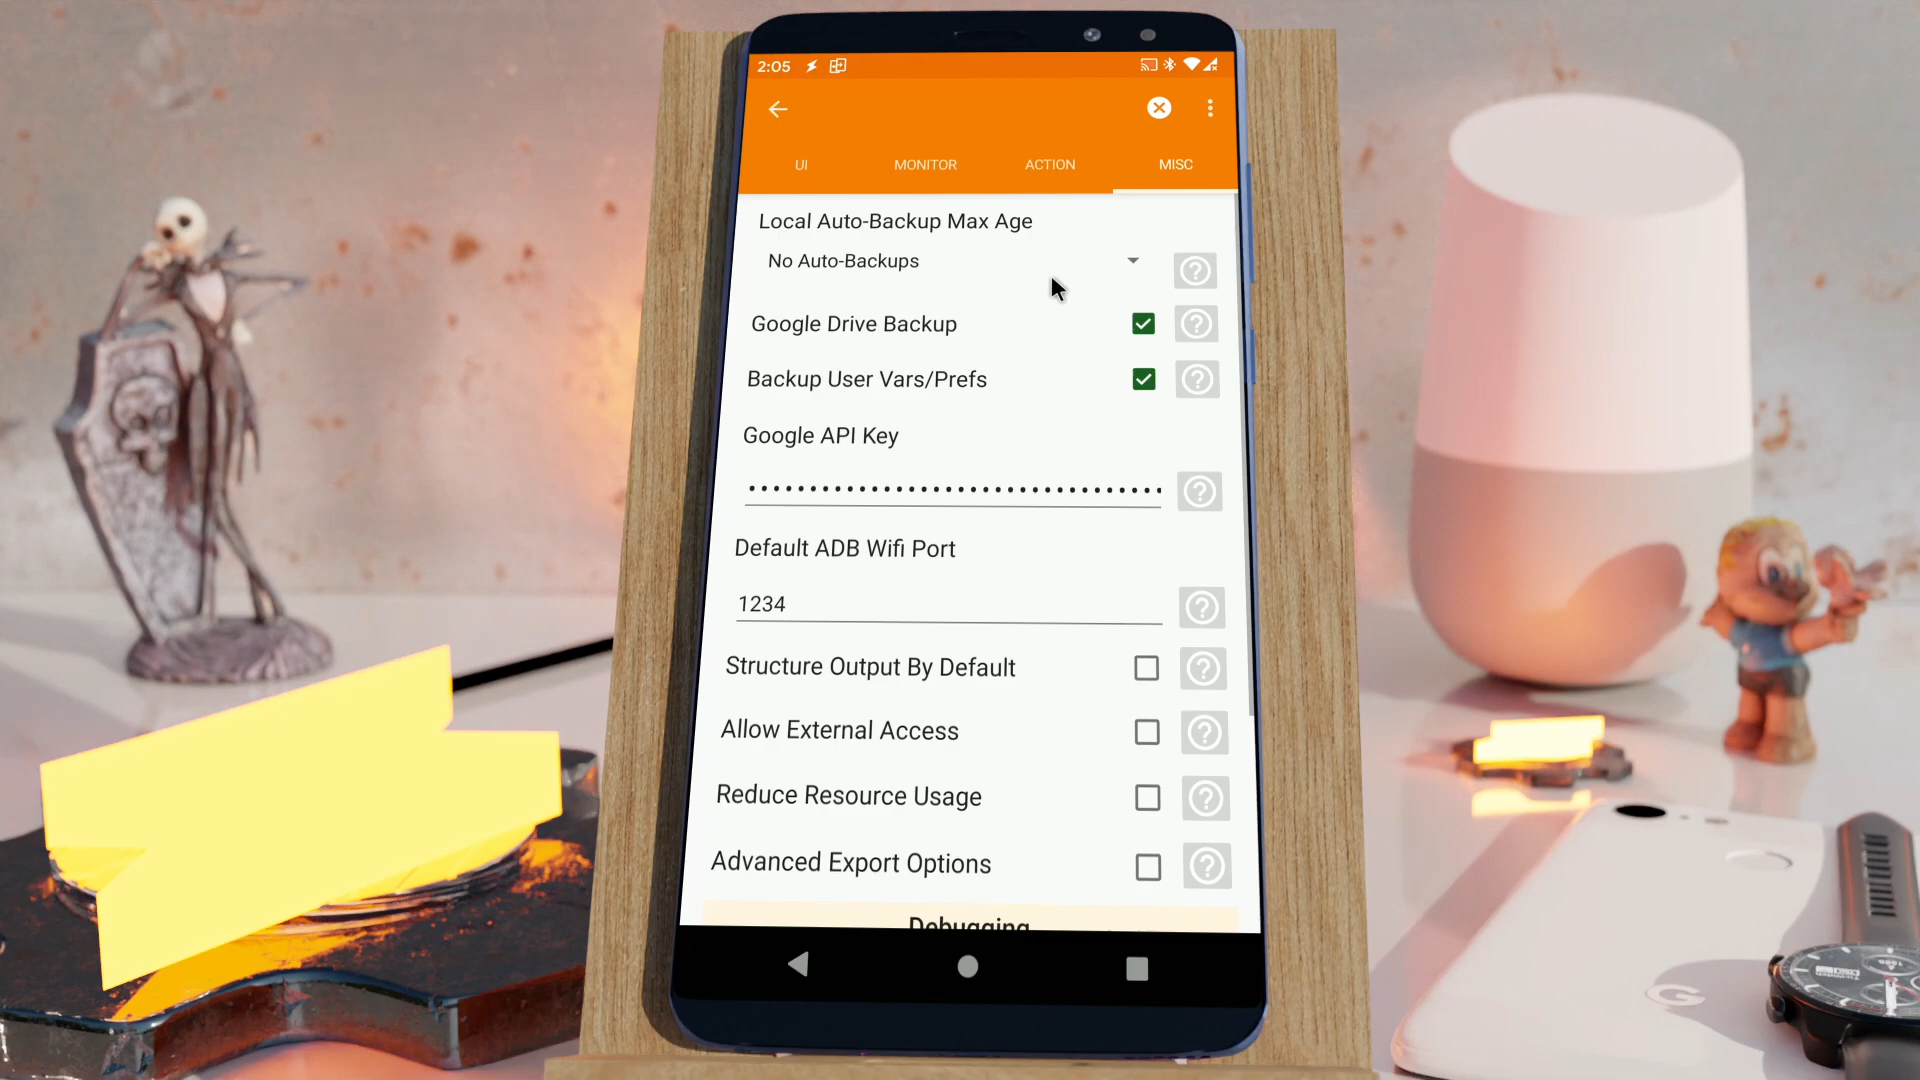 2:05
UI MONITOR ACTION MISC
Local Auto-Backup Max Age
No Auto-Backups
Google Drive Backup
Backup User Vars/Prefs
Google API Key
••••••••••••••••••••••••••••••••••
Default ADB Wifi Port
1234
Structure Output By Default
Allow External Access
Reduce Resource Usage
Advanced Export Options
Debugging
G